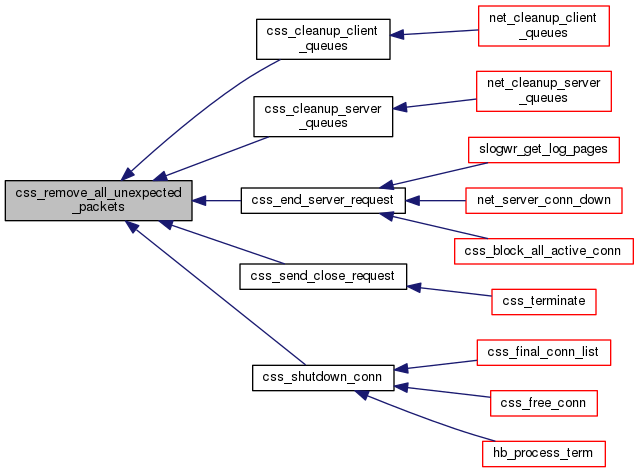 css_remove_all_unexpected
_packets
css_cleanup_client
_queues
net_cleanup_client
_queues
css_cleanup_server
_queues
net_cleanup_server
_queues
css_end_server_request
slogwr_get_log_pages
net_server_conn_down
css_block_all_active_conn
css_send_close_request
css_terminate
css_shutdown_conn
css_final_conn_list
css_free_conn
hb_process_term